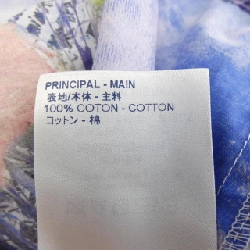 PRINCIPAL - MAIN
表地/本体 - 主料
100% COTON - COTTON
コットン - 棉